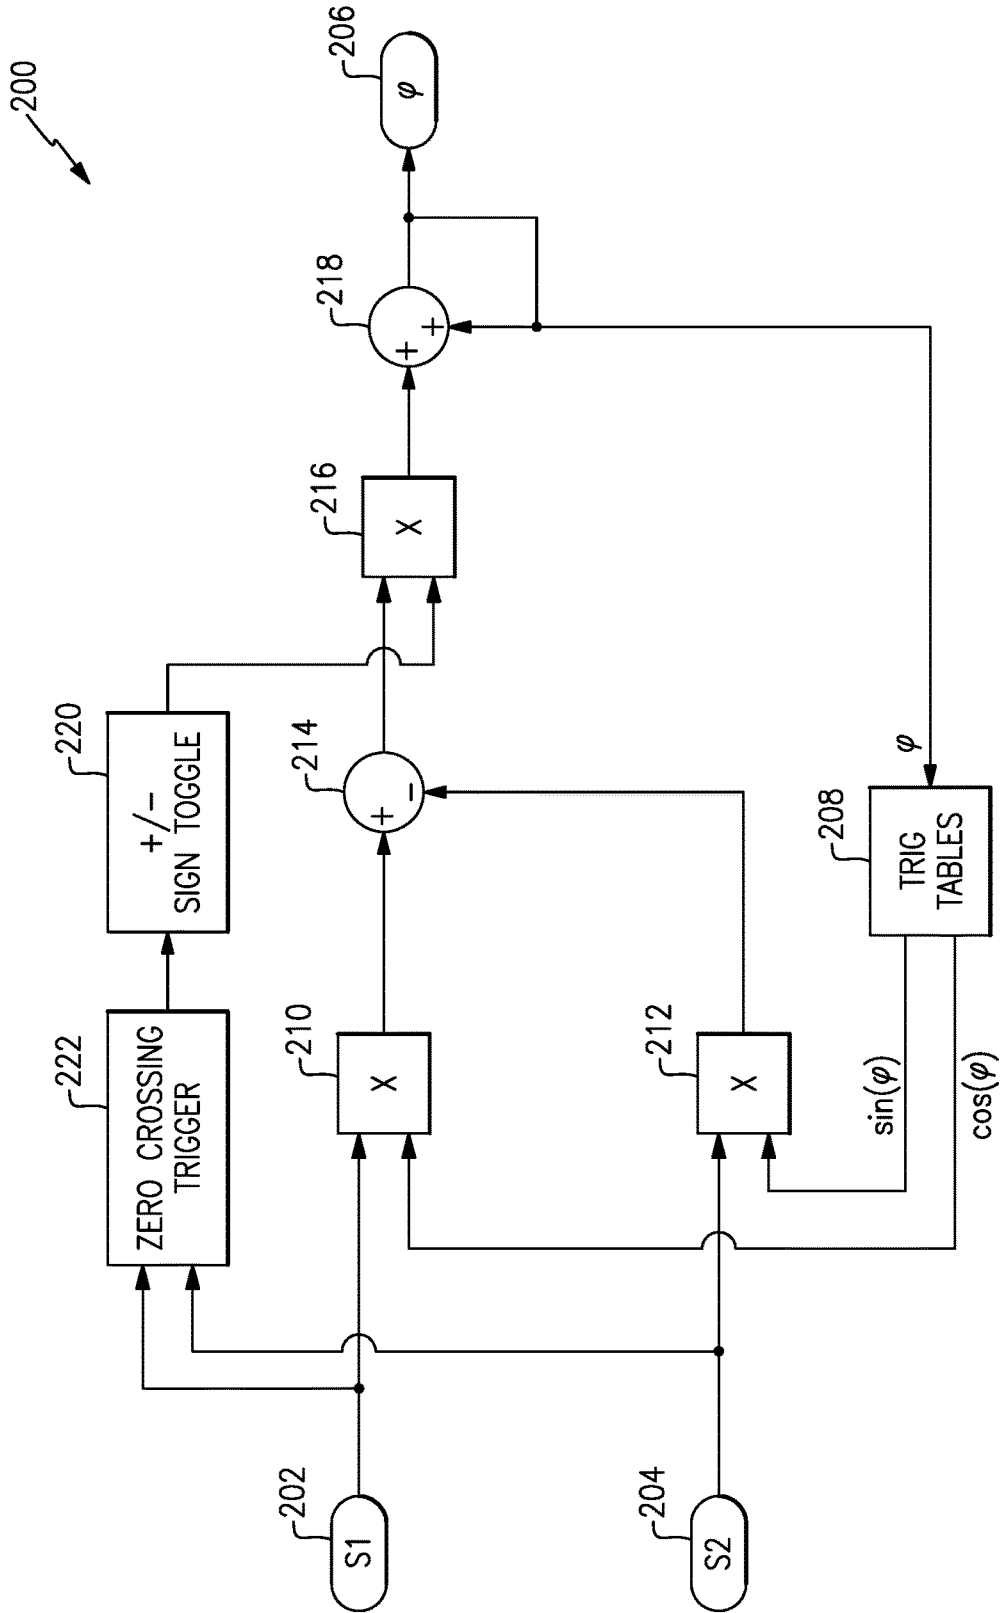 200
222
ZERO CROSSING
TRIGGER
220
+/-
SIGN TOGGLE
202
S1
210
X
214
+
-
216
X
218
+
+
206
φ
204
S2
212
X
208
TRIG
TABLES
φ
sin(φ)
cos(φ)